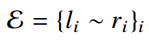 ℰ = {lᵢ ∼ rᵢ}ᵢ